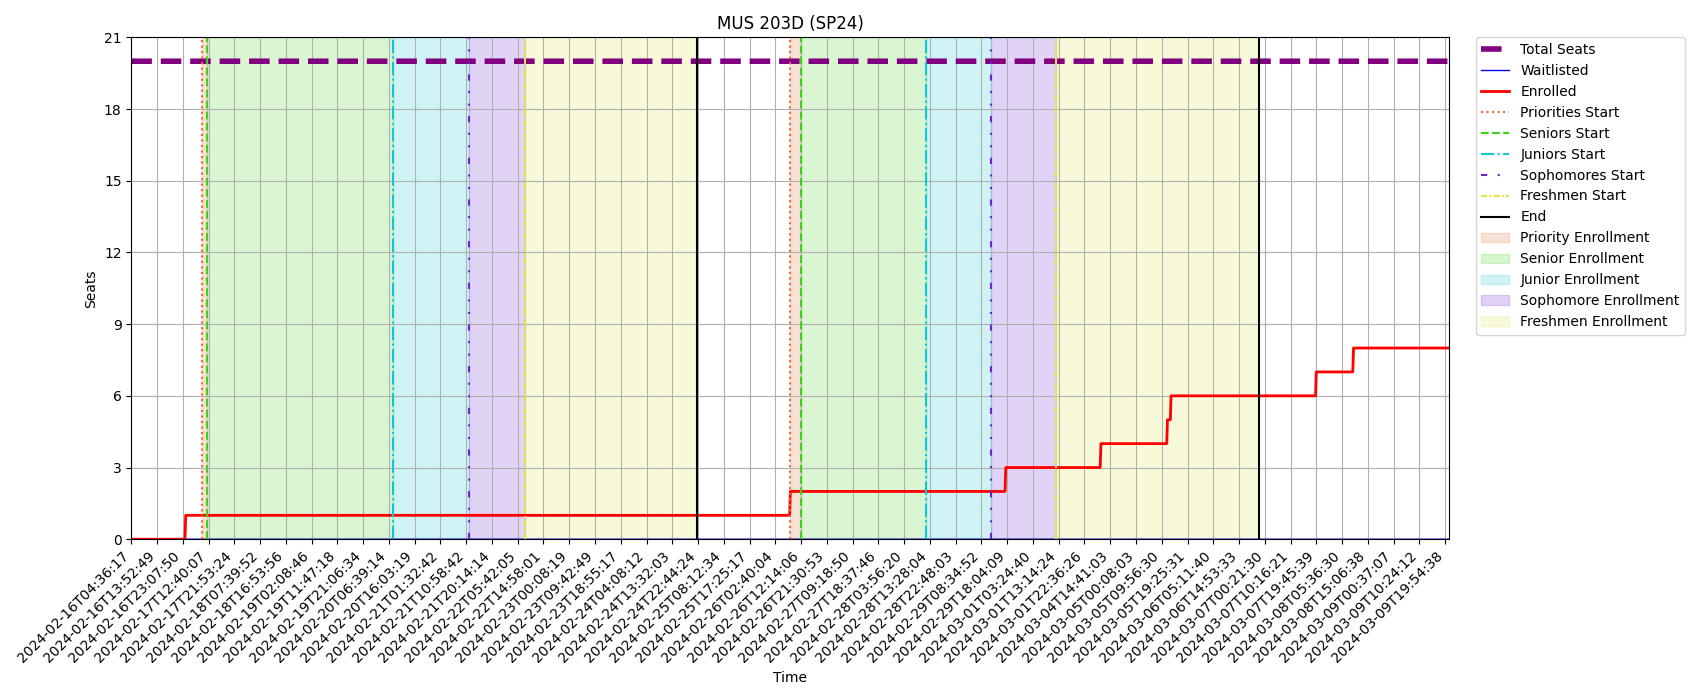 MUS 203D (SP24)
21
18
15
12
9
6
3
0
Seats
2024-02-16T04:36:17
2024-02-16T13:52:49
2024-02-16T23:07:50
2024-02-17T12:40:07
2024-02-17T21:53:24
2024-02-18T07:39:52
2024-02-18T16:53:56
2024-02-19T02:08:46
2024-02-19T11:47:18
2024-02-19T21:06:34
2024-02-20T06:39:14
2024-02-20T16:03:19
2024-02-21T01:32:42
2024-02-21T10:58:42
2024-02-21T20:14:14
2024-02-22T05:42:05
2024-02-22T14:58:01
2024-02-23T00:08:19
2024-02-23T09:42:49
2024-02-23T18:55:17
2024-02-24T04:08:12
2024-02-24T13:32:03
2024-02-24T22:44:24
2024-02-25T08:12:34
2024-02-25T17:25:17
2024-02-26T02:40:04
2024-02-26T12:14:06
2024-02-26T21:30:53
2024-02-27T09:18:50
2024-02-27T18:37:46
2024-02-28T03:56:20
2024-02-28T13:28:04
2024-02-28T22:48:03
2024-02-29T08:34:52
2024-02-29T18:04:09
2024-03-01T03:24:40
2024-03-01T13:14:24
2024-03-01T22:36:26
2024-03-04T14:41:03
2024-03-05T00:08:03
2024-03-05T09:56:30
2024-03-05T19:25:31
2024-03-06T05:11:40
2024-03-06T14:53:33
2024-03-07T00:21:30
2024-03-07T10:16:21
2024-03-07T19:45:39
2024-03-08T05:36:30
2024-03-08T15:06:38
2024-03-09T00:37:07
2024-03-09T10:24:12
2024-03-09T19:54:38
Time
Total Seats
Waitlisted
Enrolled
Priorities Start
Seniors Start
Juniors Start
Sophomores Start
Freshmen Start
End
Priority Enrollment
Senior Enrollment
Junior Enrollment
Sophomore Enrollment
Freshmen Enrollment